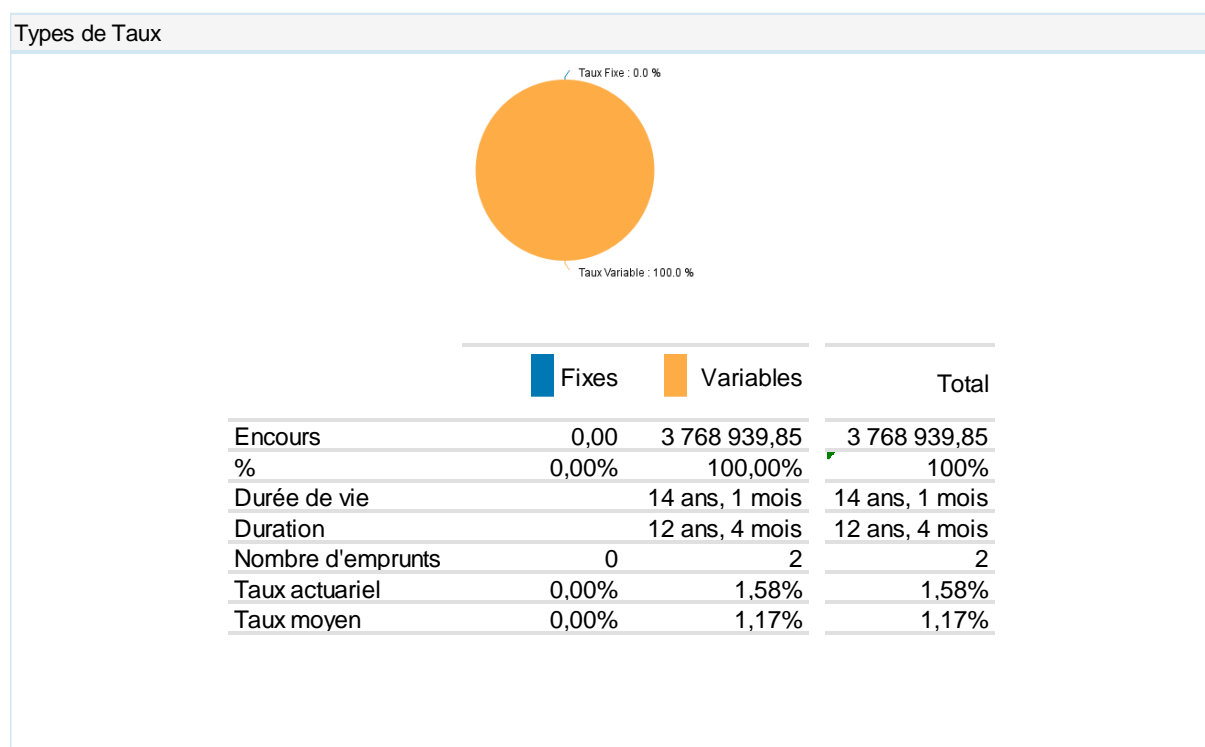 Types de Taux
Taux Fixe : 0.0 %
Taux Variable : 100.0 %
Fixes Variables Total
Encours 0,00 3 768 939,85 3 768 939,85
% 0,00% 100,00% 100%
Durée de vie 14 ans, 1 mois 14 ans, 1 mois
Duration 12 ans, 4 mois 12 ans, 4 mois
Nombre d'emprunts 0 2 2
Taux actuariel 0,00% 1,58% 1,58%
Taux moyen 0,00% 1,17% 1,17%